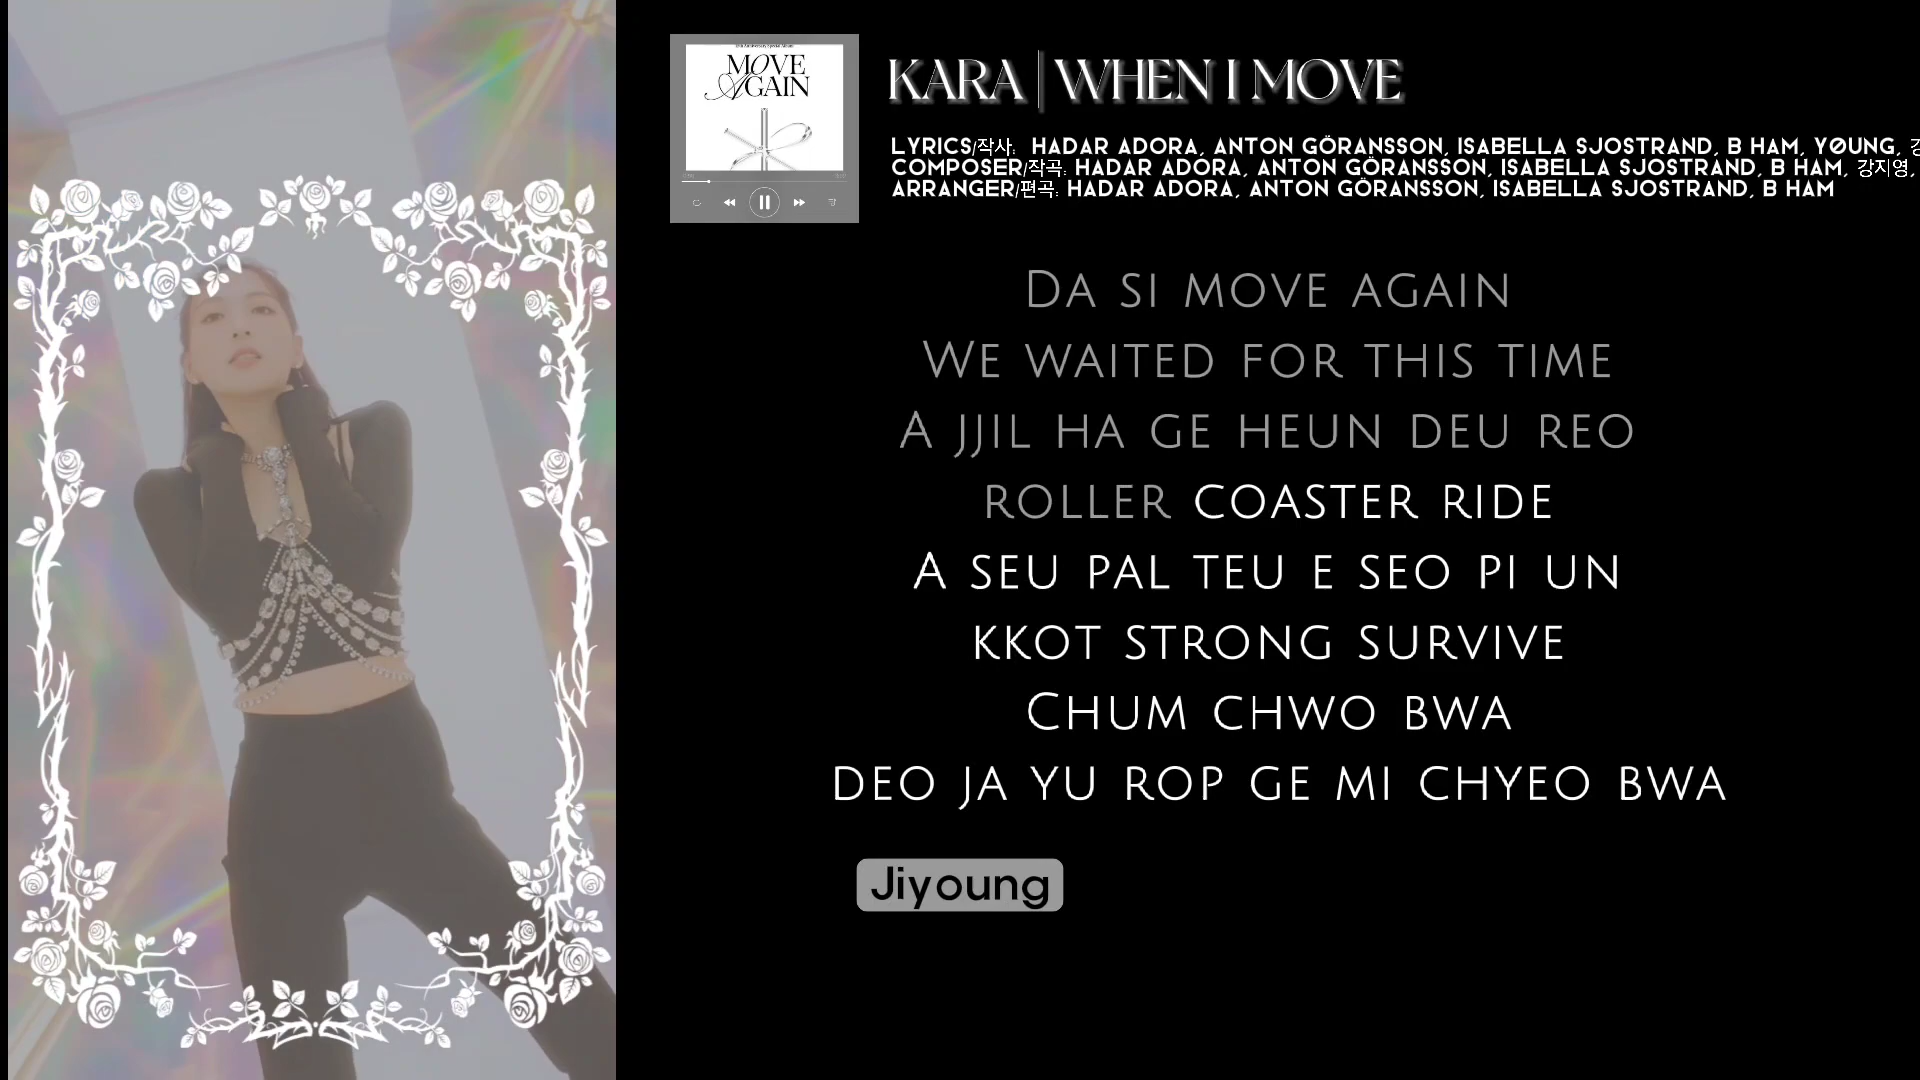 10th Anniversary Special Album
MOVE
AGAIN
KARA | WHEN I MOVE
LYRICS/작사: HADAR ADORA, ANTON GÖRANSSON, ISABELLA SJOSTRAND, B HAM, YØUNG,
COMPOSER/작곡: HADAR ADORA, ANTON GÖRANSSON, ISABELLA SJOSTRAND, B HAM, 강지영,
ARRANGER/편곡: HADAR ADORA, ANTON GÖRANSSON, ISABELLA SJOSTRAND, B HAM
DA SI MOVE AGAIN
WE WAITED FOR THIS TIME
A JJIL HA GE HEUN DEU REO
ROLLER COASTER RIDE
A SEU PAL TEU E SEO PI UN
KKOT STRONG SURVIVE
CHUM CHWO BWA
DEO JA YU ROP GE MI CHYEO BWA
Jiyoung